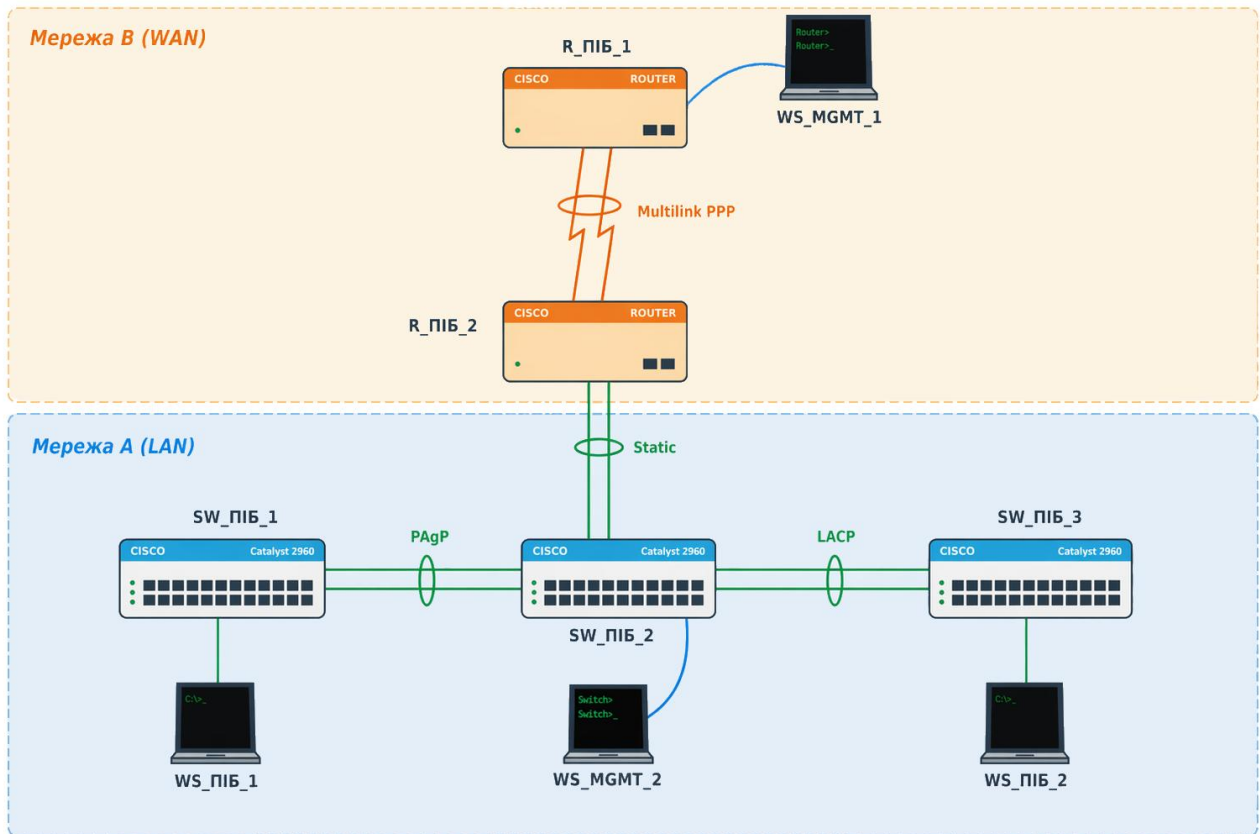 Мережа В (WAN)
R_ПІБ_1
CISCO ROUTER
Router>
Router>_
WS_MGMT_1
Multilink PPP
R_ПІБ_2
CISCO ROUTER
Мережа А (LAN)
Static
SW_ПІБ_1
CISCO Catalyst 2960
PAgP
CISCO Catalyst 2960
SW_ПІБ_2
LACP
SW_ПІБ_3
CISCO Catalyst 2960
C:\>_
WS_ПІБ_1
Switch>
Switch>_
WS_MGMT_2
C:\>_
WS_ПІБ_2